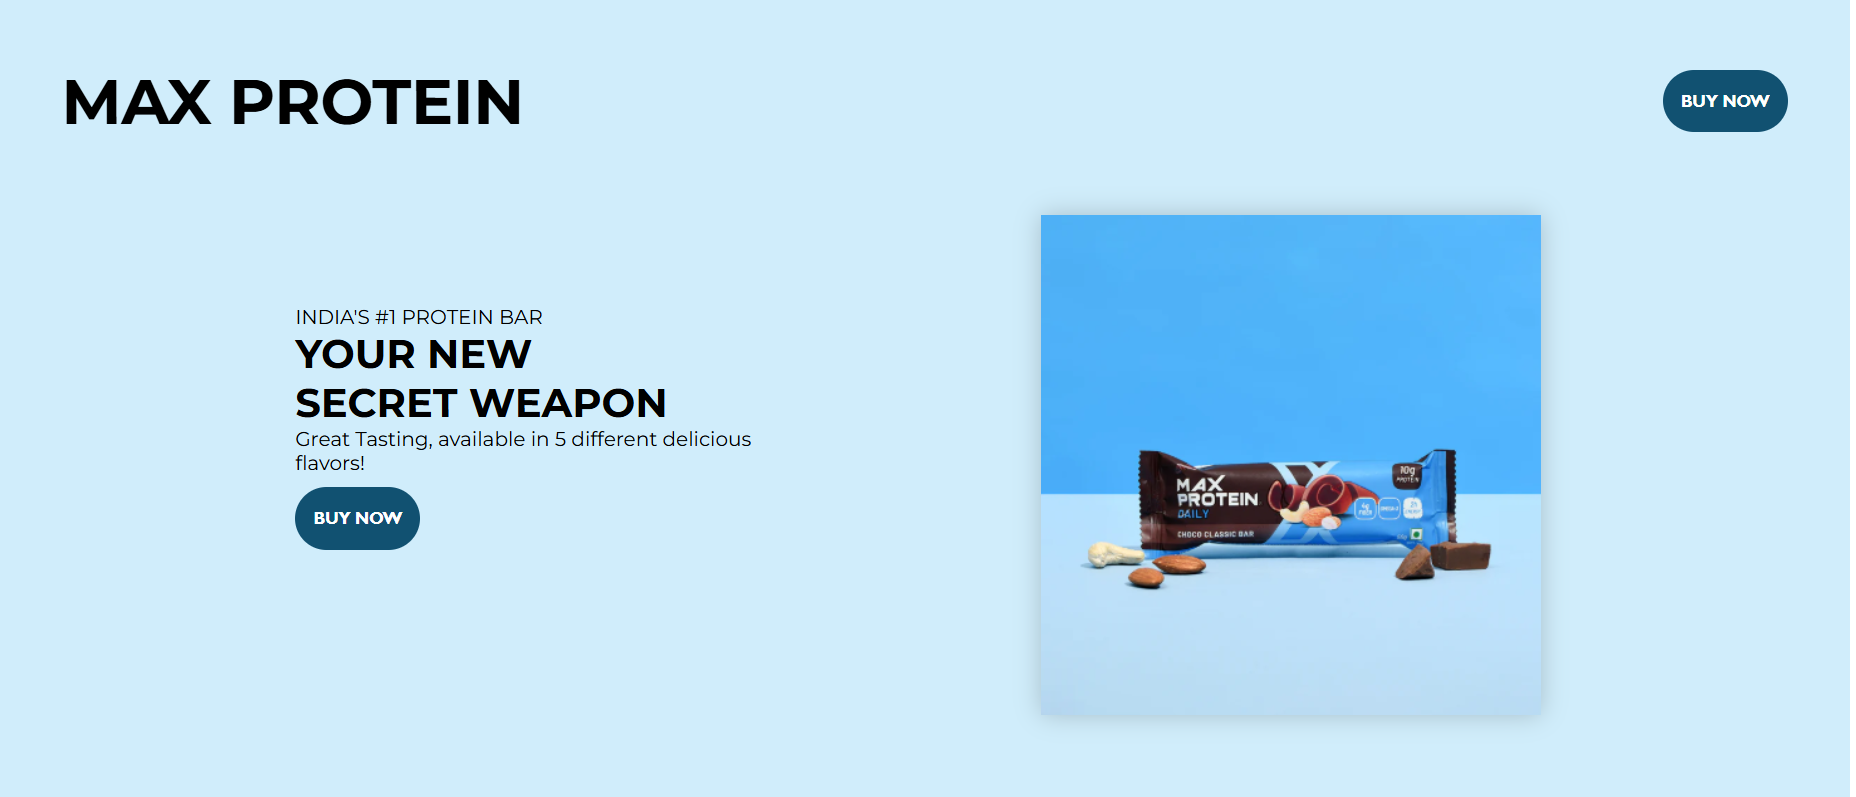 MAX PROTEIN
BUY NOW
INDIA'S #1 PROTEIN BAR
YOUR NEW
SECRET WEAPON
Great Tasting, available in 5 different delicious
flavors!
BUY NOW
MAX
PROTEIN
DAILY
CHOCO CLASSIC BAR
10g
PROTEIN